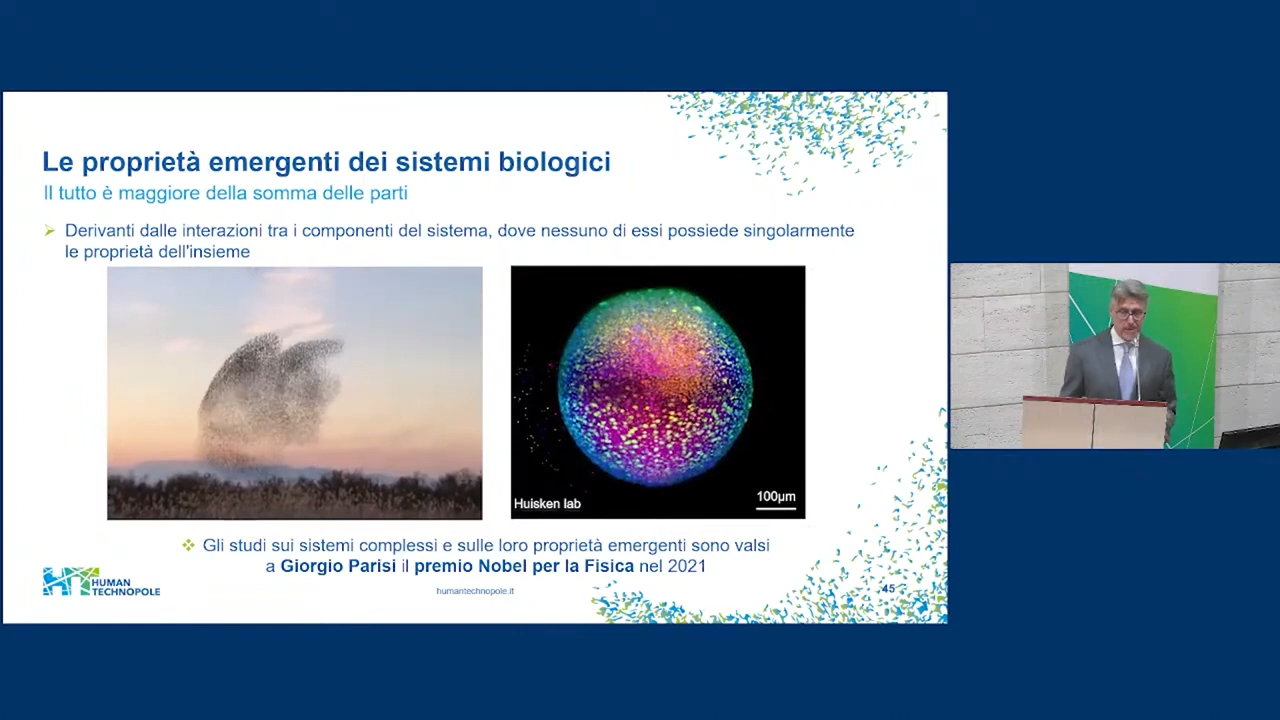 Le proprietà emergenti dei sistemi biologici
Il tutto è maggiore della somma delle parti
Derivanti dalle interazioni tra i componenti del sistema, dove nessuno di essi possiede singolarmente
le proprietà dell'insieme
Huisken lab
100µm
Gli studi sui sistemi complessi e sulle loro proprietà emergenti sono valsi
a Giorgio Parisi il premio Nobel per la Fisica nel 2021
HT HUMAN
TECHNOPOLE
humantechnopole.it
45